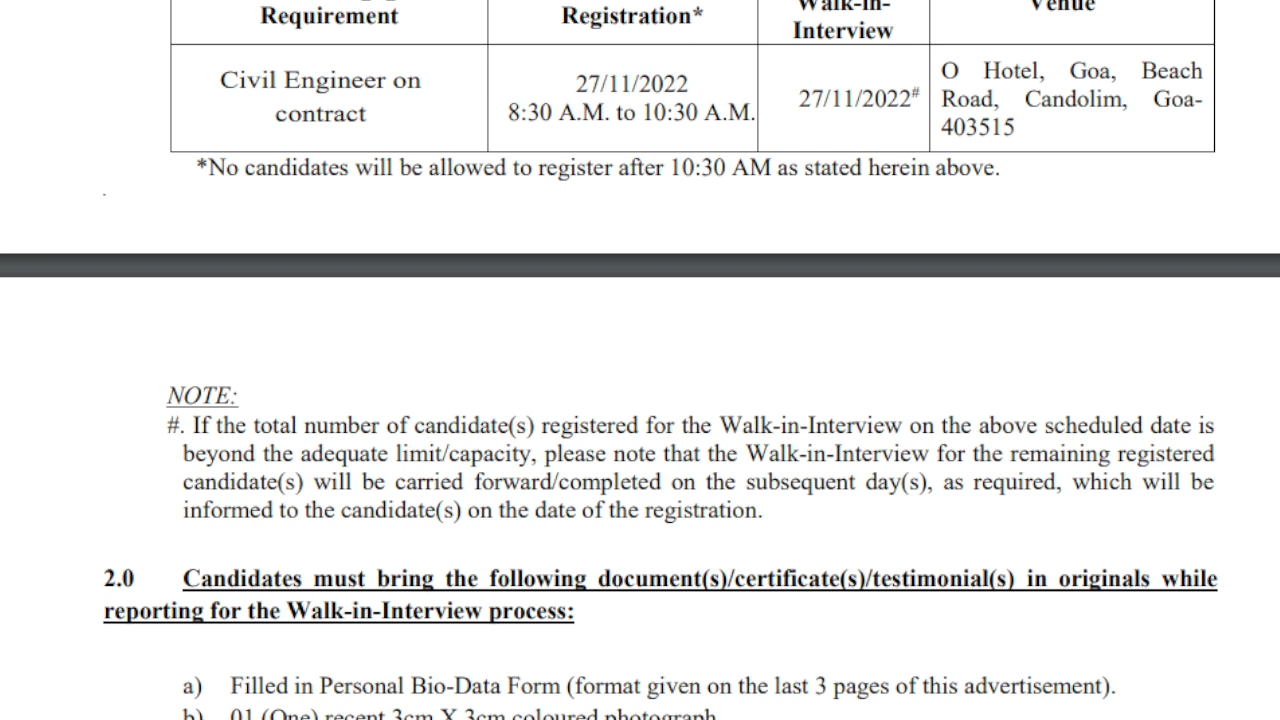 Requirement
Registration*
Walk-in-
Interview
Venue
Civil Engineer on
contract
27/11/2022
8:30 A.M. to 10:30 A.M.
27/11/2022#
O Hotel, Goa, Beach
Road, Candolim, Goa-
403515
*No candidates will be allowed to register after 10:30 AM as stated herein above.
NOTE:
#. If the total number of candidate(s) registered for the Walk-in-Interview on the above scheduled date is
beyond the adequate limit/capacity, please note that the Walk-in-Interview for the remaining registered
candidate(s) will be carried forward/completed on the subsequent day(s), as required, which will be
informed to the candidate(s) on the date of the registration.
2.0 Candidates must bring the following document(s)/certificate(s)/testimonial(s) in originals while
reporting for the Walk-in-Interview process:
a) Filled in Personal Bio-Data Form (format given on the last 3 pages of this advertisement).
b) 01 (One) recent 3cm X 3cm coloured photograph